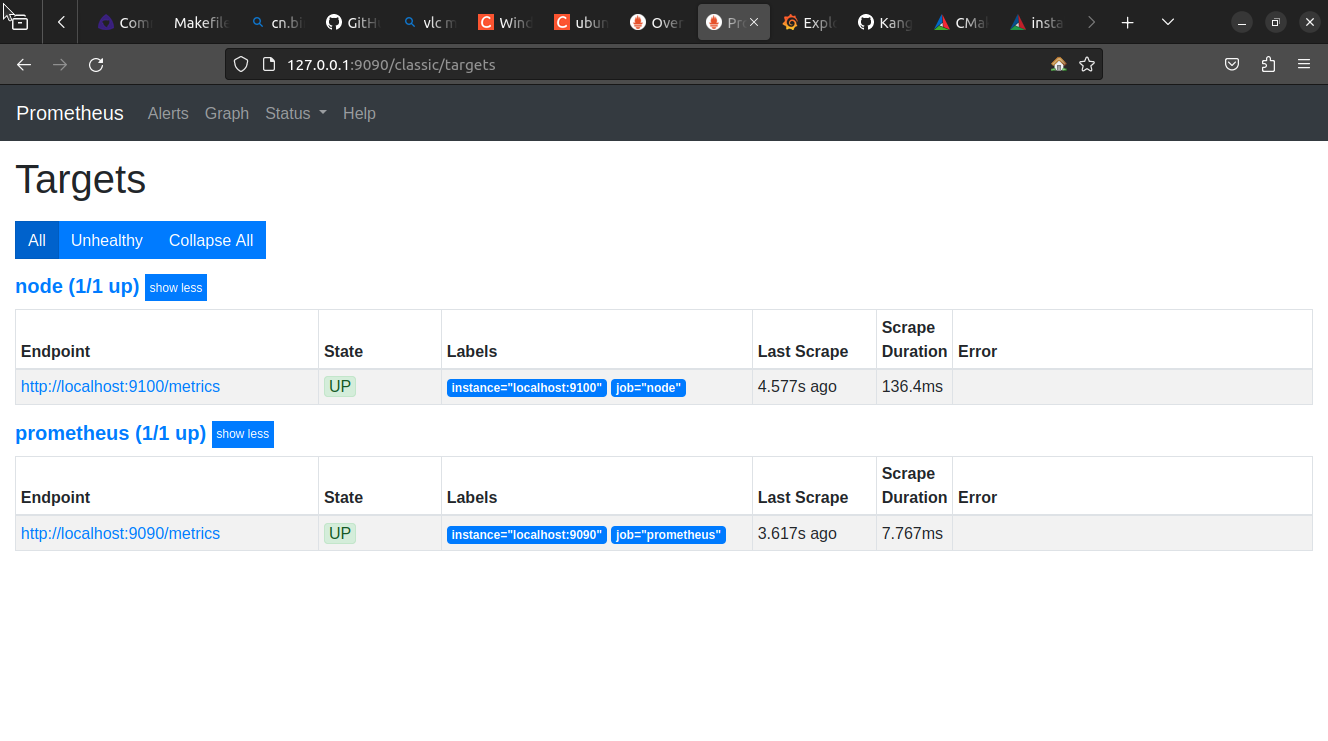 Makefile cn.bi GitHu vlc m Wind ubun Over Pr Explo Kang CMa insta
127.0.0.1:9090/classic/targets
Prometheus Alerts Graph Status Help
Targets
All Unhealthy Collapse All
node (1/1 up) show less
Endpoint State Labels Last Scrape Scrape Duration Error
http://localhost:9100/metrics UP instance="localhost:9100" job="node" 4.577s ago 136.4ms
prometheus (1/1 up) show less
Endpoint State Labels Last Scrape Scrape Duration Error
http://localhost:9090/metrics UP instance="localhost:9090" job="prometheus" 3.617s ago 7.767ms